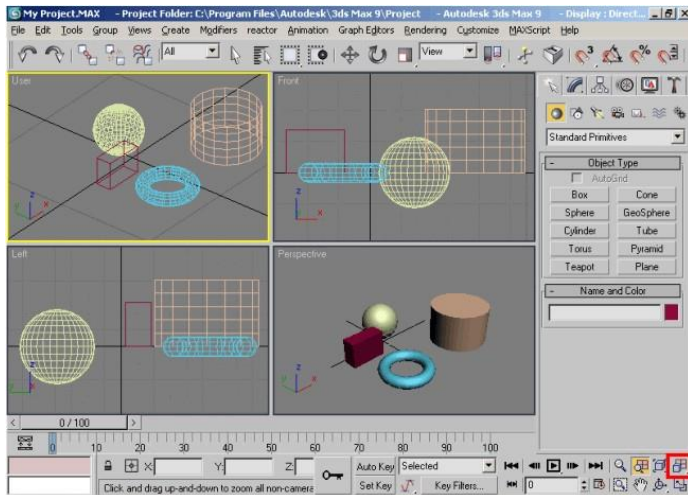 My Project.MAX - Project Folder: C:\Program Files\Autodesk\3ds Max 9\Project - Autodesk 3ds Max 9 - Display : Direct...
File Edit Tools Group Views Create Modifiers reactor Animation Graph Editors Rendering Customize MAXScript Help
All
View
3
%
User
Front
Left
Perspective
z
x
y
Standard Primitives
- Object Type
AutoGrid
Box Cone
Sphere GeoSphere
Cylinder Tube
Torus Pyramid
Teapot Plane
- Name and Color
< 0 / 100 >
0 10 20 30 40 50 60 70 80 90 100
X: Y: Z: Auto Key Selected
Click and drag up-and-down to zoom all non-camera Set Key Key Filters... 0